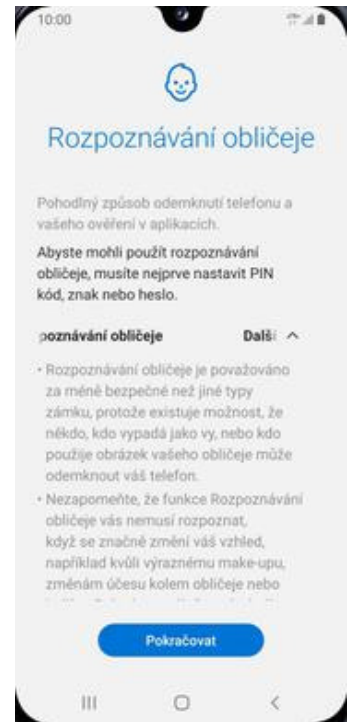 10:00
Rozpoznávání obličeje
Pohodlný způsob odemknutí telefonu a
vašeho ověření v aplikacích.
Abyste mohli použít rozpoznávání
obličeje, musíte nejprve nastavit PIN
kód, znak nebo heslo.
poznávání obličeje Další
• Rozpoznávání obličeje je považováno
za méně bezpečné než jiné typy
zámku, protože existuje možnost, že
někdo, kdo vypadá jako vy, nebo kdo
použije obrázek vašeho obličeje může
odemknout váš telefon.
• Nezapomeňte, že funkce Rozpoznávání
obličeje vás nemusí rozpoznat,
když se značně změní váš vzhled,
například kvůli výraznému make-upu,
změnám účesu kolem obličeje nebo
Pokračovat